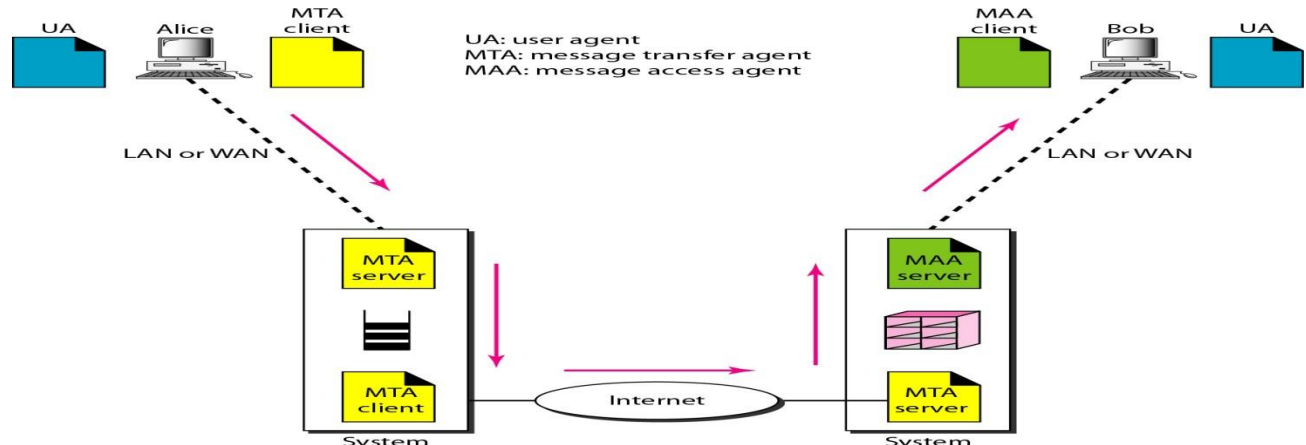 UA
Alice
MTA
client
UA: user agent
MTA: message transfer agent
MAA: message access agent
MAA
client
Bob
UA
LAN or WAN
LAN or WAN
MTA
server
MAA
server
MTA
client
Internet
MTA
server
System
System